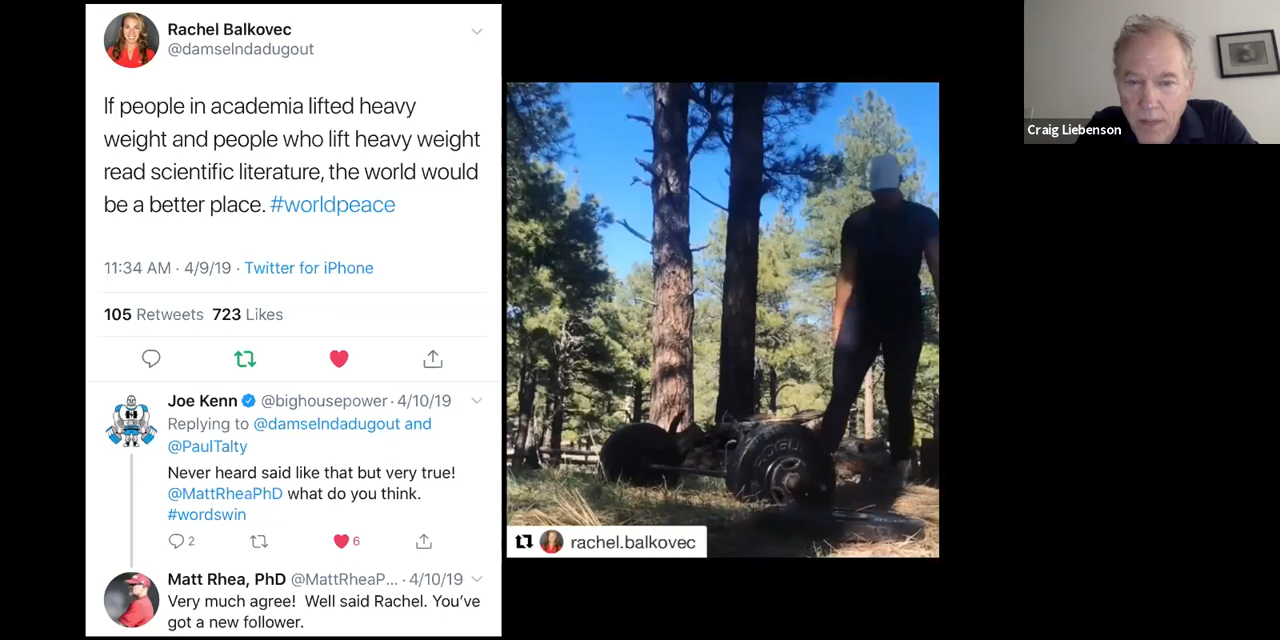 Rachel Balkovec
@damselndadugout
If people in academia lifted heavy
weight and people who lift heavy weight
read scientific literature, the world would
be a better place. #worldpeace
11:34 AM · 4/9/19 · Twitter for iPhone
105 Retweets 723 Likes
Joe Kenn @bighousepower · 4/10/19
Replying to @damselndadugout and
@PaulTalty
Never heard said like that but very true!
@MattRheaPhD what do you think.
#wordswin
2
6
Matt Rhea, PhD @MattRheaP... · 4/10/19
Very much agree! Well said Rachel. You've
got a new follower.
ROGUE
rachel.balkovec
Craig Liebenson